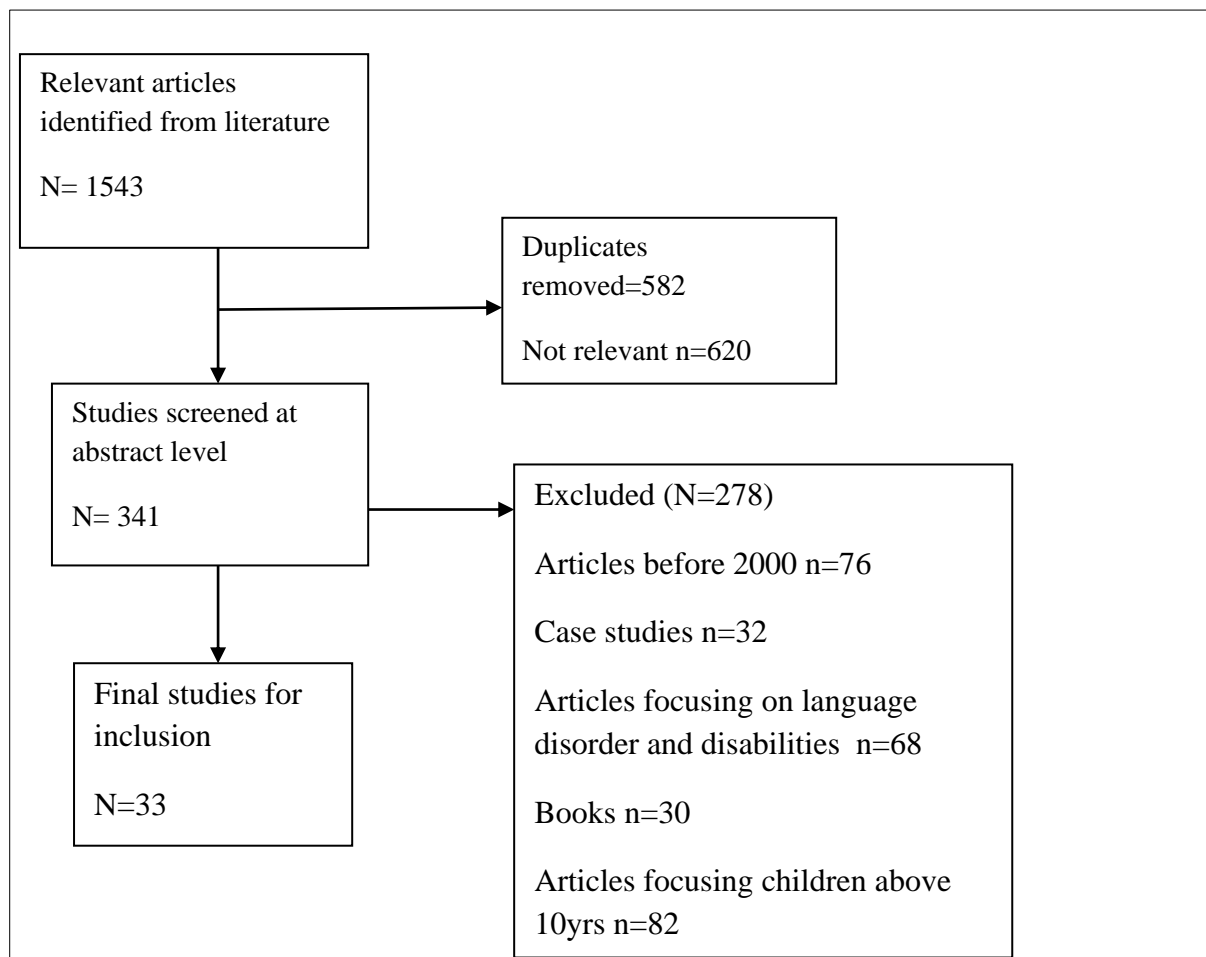 Relevant articles
identified from literature
N= 1543
Duplicates
removed=582
Not relevant n=620
Studies screened at
abstract level
N= 341
Excluded (N=278)
Articles before 2000 n=76
Case studies n=32
Articles focusing on language
disorder and disabilities n=68
Books n=30
Articles focusing children above
10yrs n=82
Final studies for
inclusion
N=33